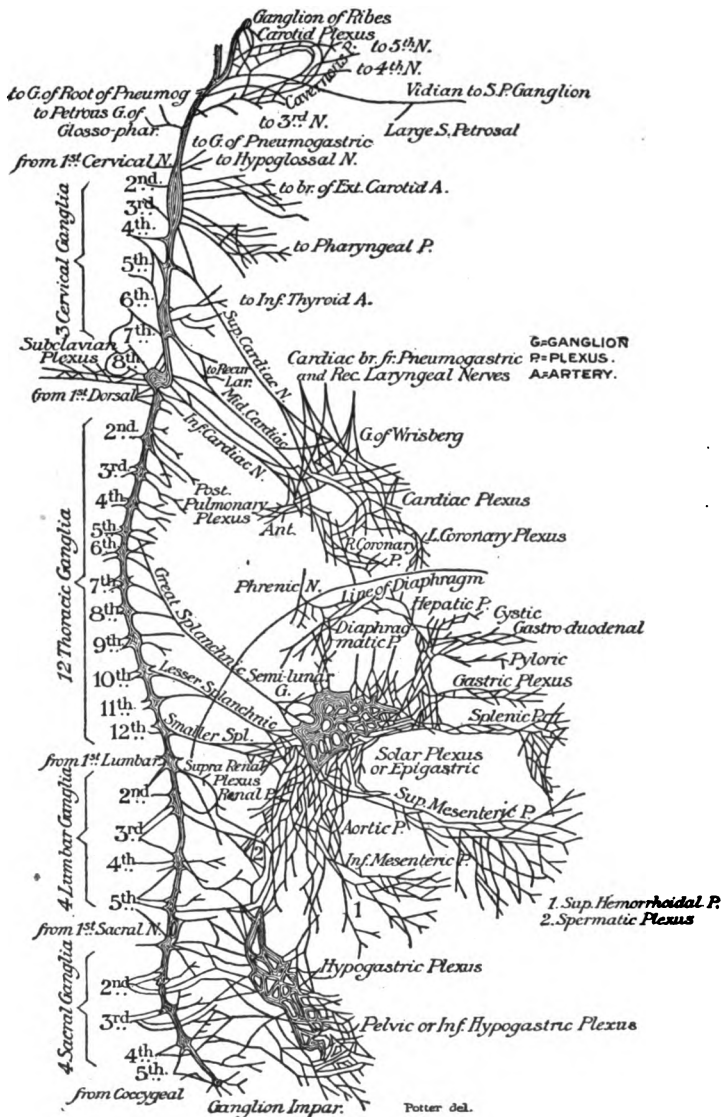 Ganglion of Ribes
Carotid Plexus
to 5th N.
to 4th N.
Cavernous P.
to G. of Root of Pneumog
Vidian to S.P. Ganglion
to Petrous G. of
Glosso-phar.
to 3rd N.
Large S. Petrosal
to G. of Pneumogastric
from 1st Cervical N.
to Hypoglossal N.
2nd.
to br. of Ext. Carotid A.
3rd
4th.
to Pharyngeal P.
3 Cervical Ganglia
5th.
6th.
to Inf. Thyroid A.
7th.
Subclavian
Plexus
8th
Sup. Cardiac N.
to Recur
Lar.
Mid. Cardiac
Cardiac br. fr. Pneumogastric
and Rec. Laryngeal Nerves
G=GANGLION
P=PLEXUS.
A=ARTERY.
from 1st Dorsal
Inf. Cardiac N.
G. of Wrisberg
2nd.
3rd.
4th.
Post.
Pulmonary
Plexus
Ant.
Cardiac Plexus
5th.
6th.
R. Coronary
P.
L. Coronary Plexus
12 Thoracic Ganglia
7th.
Great Splanchnic
Phrenic N.
Line of Diaphragm
8th.
Hepatic P.
Cystic
Diaphrag
matic P.
Gastro-duodenal
9th.
Pyloric
10th.
Lesser Splanchnic
Semi-lunar
G.
Gastric Plexus
11th.
Splenic P.
12th
Smaller Spl.
from 1st Lumbar
Supra Renal
Plexus
Renal P.
Solar Plexus
or Epigastric
2nd.
Sup. Mesenteric P.
4 Lumbar Ganglia
3rd
Aortic P.
4th
2
Inf. Mesenteric P.
5th
1
1. Sup. Hemorrhoidal P.
2. Spermatic Plexus
from 1st Sacral N.
Hypogastric Plexus
4 Sacral Ganglia
2nd
3rd
Pelvic or Inf. Hypogastric Plexus
4th
5th.
from Coccygeal
Ganglion Impar.
Potter del.